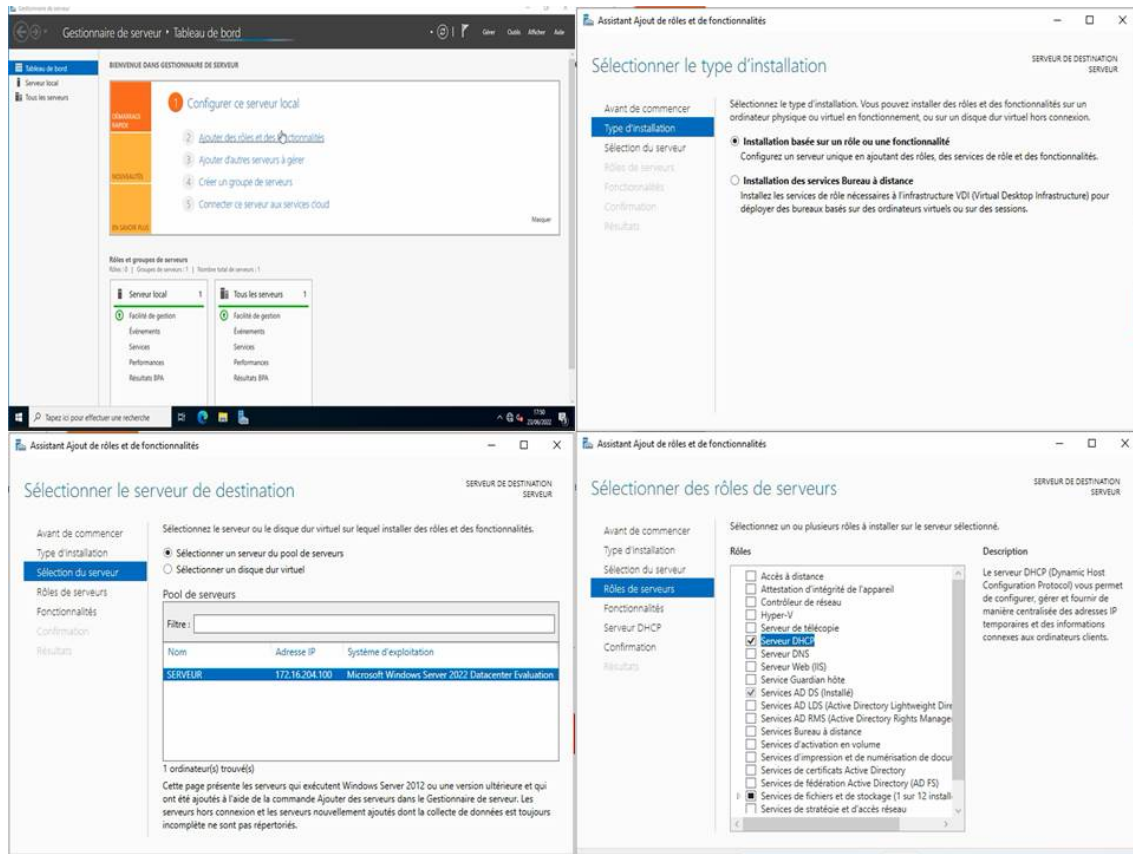 Gestionnaire de serveur
Gestionnaire de serveur • Tableau de bord
Gérer Outils Afficher Aide
Tableau de bord
Serveur local
Tous les serveurs
BIENVENUE DANS GESTIONNAIRE DE SERVEUR
DÉMARRAGE RAPIDE
NOUVEAUTÉS
EN SAVOIR PLUS
1 Configurer ce serveur local
2 Ajouter des rôles et des fonctionnalités
3 Ajouter d'autres serveurs à gérer
4 Créer un groupe de serveurs
5 Connecter ce serveur aux services cloud
Masquer
Rôles et groupes de serveurs
Rôles : 0 | Groupes de serveurs : 1 | Nombre total de serveurs : 1
Serveur local 1
Facilité de gestion
Événements
Services
Performances
Résultats BPA
Tous les serveurs 1
Facilité de gestion
Événements
Services
Performances
Résultats BPA
Tapez ici pour effectuer une recherche
17:50
23/06/2022
Assistant Ajout de rôles et de fonctionnalités
Sélectionner le type d'installation
SERVEUR DE DESTINATION
SERVEUR
Avant de commencer
Type d'installation
Sélection du serveur
Rôles de serveurs
Fonctionnalités
Confirmation
Résultats
Sélectionnez le type d'installation. Vous pouvez installer des rôles et des fonctionnalités sur un
ordinateur physique ou virtuel en fonctionnement, ou sur un disque dur virtuel hors connexion.
Installation basée sur un rôle ou une fonctionnalité
Configurez un serveur unique en ajoutant des rôles, des services de rôle et des fonctionnalités.
Installation des services Bureau à distance
Installez les services de rôle nécessaires à l'infrastructure VDI (Virtual Desktop Infrastructure) pour
déployer des bureaux basés sur des ordinateurs virtuels ou sur des sessions.
Assistant Ajout de rôles et de fonctionnalités
Sélectionner le serveur de destination
SERVEUR DE DESTINATION
SERVEUR
Avant de commencer
Type d'installation
Sélection du serveur
Rôles de serveurs
Fonctionnalités
Confirmation
Résultats
Sélectionnez le serveur ou le disque dur virtuel sur lequel installer des rôles et des fonctionnalités.
Sélectionner un serveur du pool de serveurs
Sélectionner un disque dur virtuel
Pool de serveurs
Filtre :
Nom Adresse IP Système d'exploitation
SERVEUR 172.16.204.100 Microsoft Windows Server 2022 Datacenter Evaluation
1 ordinateur(s) trouvé(s)
Cette page présente les serveurs qui exécutent Windows Server 2012 ou une version ultérieure et qui
ont été ajoutés à l'aide de la commande Ajouter des serveurs dans le Gestionnaire de serveur. Les
serveurs hors connexion et les serveurs nouvellement ajoutés dont la collecte de données est toujours
incomplète ne sont pas répertoriés.
Assistant Ajout de rôles et de fonctionnalités
Sélectionner des rôles de serveurs
SERVEUR DE DESTINATION
SERVEUR
Avant de commencer
Type d'installation
Sélection du serveur
Rôles de serveurs
Fonctionnalités
Serveur DHCP
Confirmation
Résultats
Sélectionnez un ou plusieurs rôles à installer sur le serveur sélectionné.
Rôles
Accès à distance
Attestation d'intégrité de l'appareil
Contrôleur de réseau
Hyper-V
Serveur de télécopie
Serveur DHCP
Serveur DNS
Serveur Web (IIS)
Service Guardian hôte
Services AD DS (Installé)
Services AD LDS (Active Directory Lightweight Dire
Services AD RMS (Active Directory Rights Manage
Services Bureau à distance
Services d'activation en volume
Services d'impression et de numérisation de docu
Services de certificats Active Directory
Services de fédération Active Directory (AD FS)
Services de fichiers et de stockage (1 sur 12 install
Services de stratégie et d'accès réseau
Description
Le serveur DHCP (Dynamic Host
Configuration Protocol) vous permet
de configurer, gérer et fournir de
manière centralisée des adresses IP
temporaires et des informations
connexes aux ordinateurs clients.